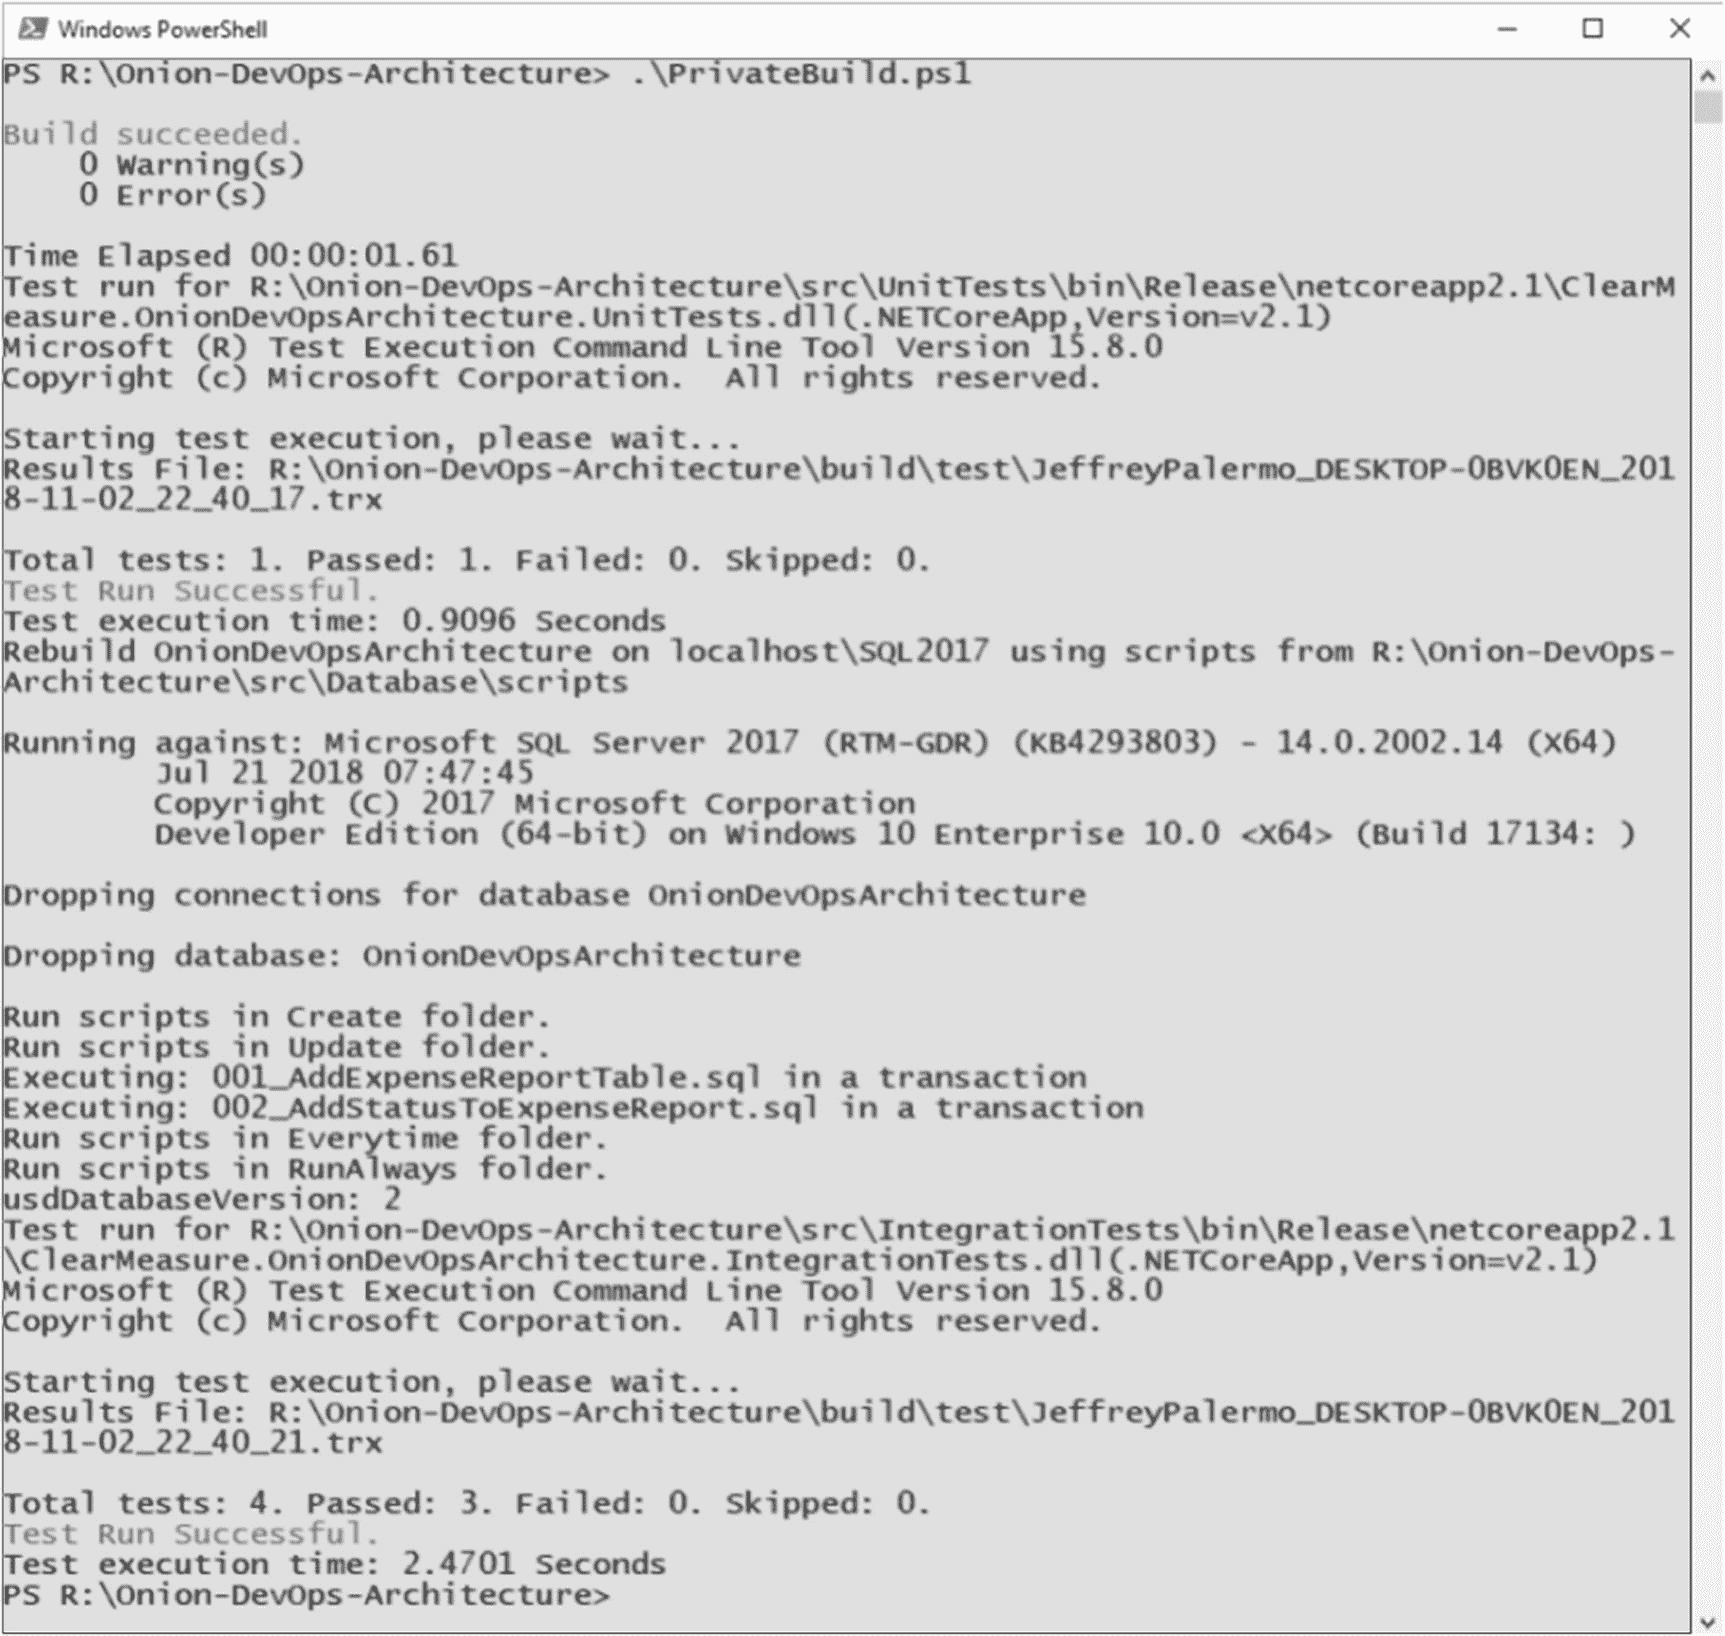 Windows PowerShell
PS R:\Onion-DevOps-Architecture> .\PrivateBuild.ps1
Build succeeded.
    0 Warning(s)
    0 Error(s)
Time Elapsed 00:00:01.61
Test run for R:\Onion-DevOps-Architecture\src\UnitTests\bin\Release\netcoreapp2.1\ClearM
easure.OnionDevOpsArchitecture.UnitTests.dll(.NETCoreApp,Version=v2.1)
Microsoft (R) Test Execution Command Line Tool Version 15.8.0
Copyright (c) Microsoft Corporation.  All rights reserved.
Starting test execution, please wait...
Results File: R:\Onion-DevOps-Architecture\build\test\JeffreyPalermo_DESKTOP-0BVK0EN_201
8-11-02_22_40_17.trx
Total tests: 1. Passed: 1. Failed: 0. Skipped: 0.
Test Run Successful.
Test execution time: 0.9096 Seconds
Rebuild OnionDevOpsArchitecture on localhost\SQL2017 using scripts from R:\Onion-DevOps-
Architecture\src\Database\scripts
Running against: Microsoft SQL Server 2017 (RTM-GDR) (KB4293803) - 14.0.2002.14 (X64)
        Jul 21 2018 07:47:45
        Copyright (C) 2017 Microsoft Corporation
        Developer Edition (64-bit) on Windows 10 Enterprise 10.0 <X64> (Build 17134: )
Dropping connections for database OnionDevOpsArchitecture
Dropping database: OnionDevOpsArchitecture
Run scripts in Create folder.
Run scripts in Update folder.
Executing: 001_AddExpenseReportTable.sql in a transaction
Executing: 002_AddStatusToExpenseReport.sql in a transaction
Run scripts in Everytime folder.
Run scripts in RunAlways folder.
usdDatabaseVersion: 2
Test run for R:\Onion-DevOps-Architecture\src\IntegrationTests\bin\Release\netcoreapp2.1
\ClearMeasure.OnionDevOpsArchitecture.IntegrationTests.dll(.NETCoreApp,Version=v2.1)
Microsoft (R) Test Execution Command Line Tool Version 15.8.0
Copyright (c) Microsoft Corporation.  All rights reserved.
Starting test execution, please wait...
Results File: R:\Onion-DevOps-Architecture\build\test\JeffreyPalermo_DESKTOP-0BVK0EN_201
8-11-02_22_40_21.trx
Total tests: 4. Passed: 3. Failed: 0. Skipped: 0.
Test Run Successful.
Test execution time: 2.4701 Seconds
PS R:\Onion-DevOps-Architecture>